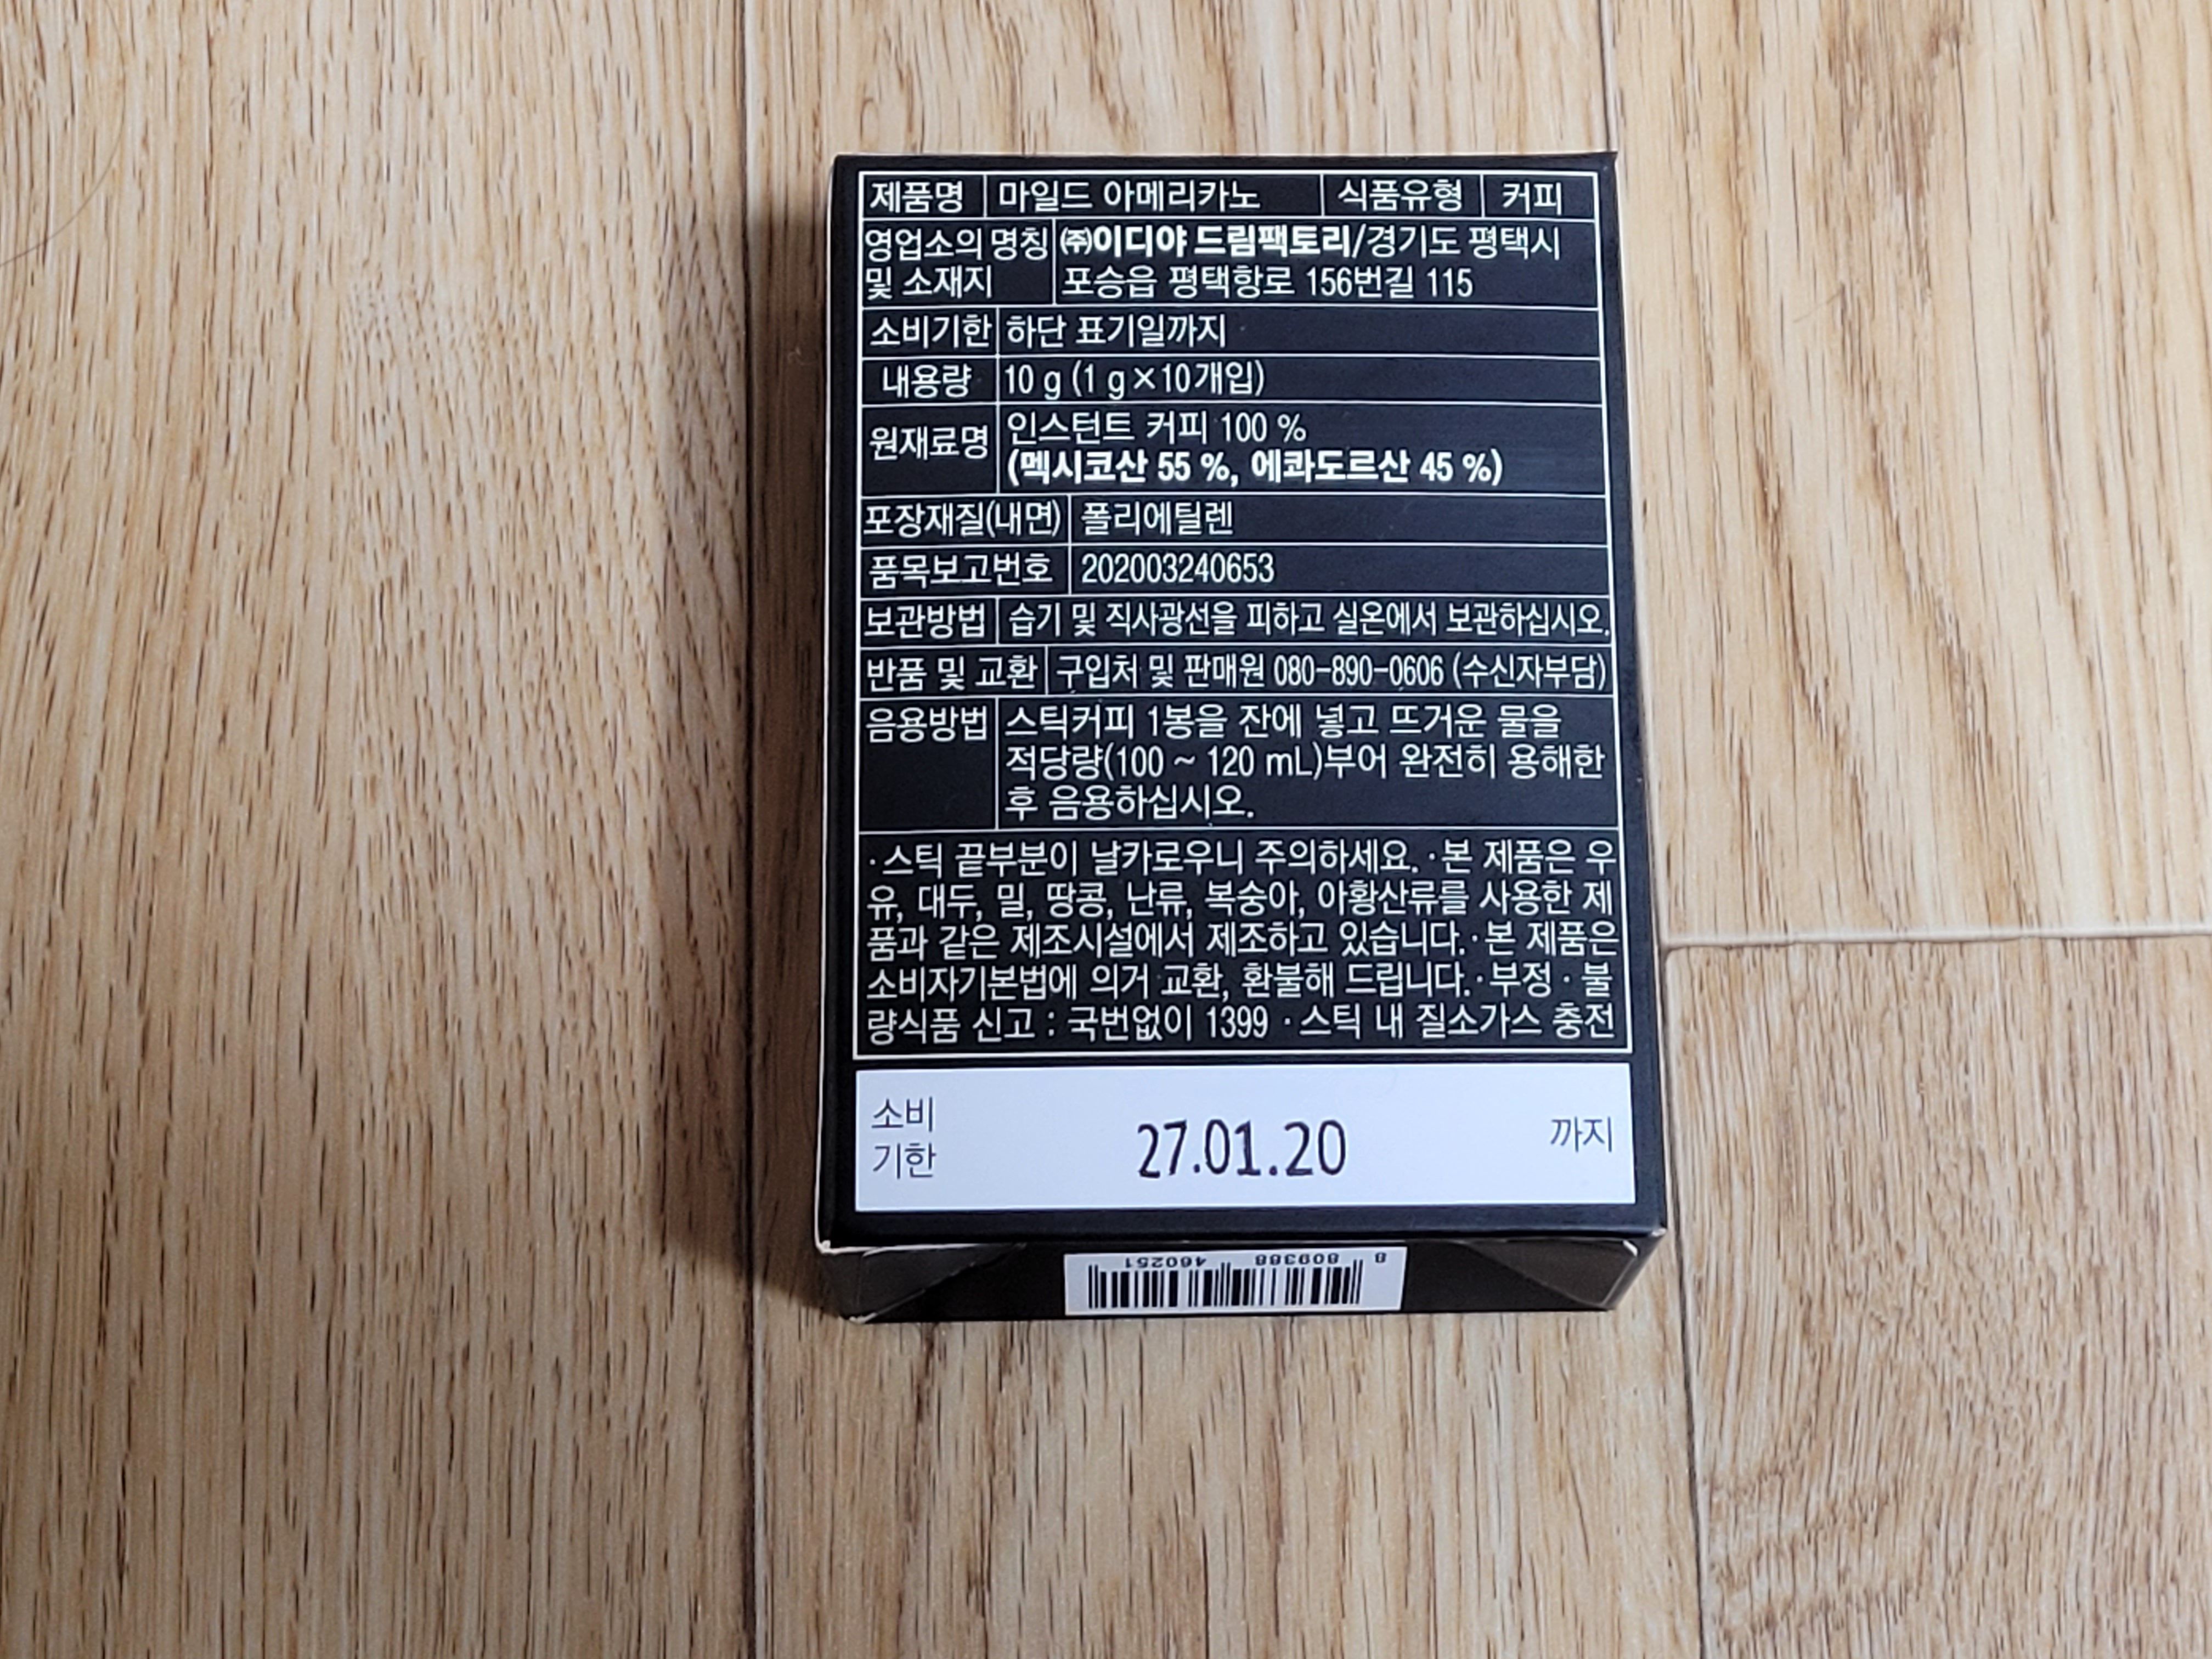 제품명 마일드 아메리카노 식품유형 커피
영업소의 명칭 ㈜이디야 드림팩토리/경기도 평택시
및 소재지 포승읍 평택항로 156번길 115
소비기한 하단 표기일까지
내용량 10 g (1 g×10개입)
원재료명 인스턴트 커피 100 %
(멕시코산 55 %, 에콰도르산 45 %)
포장재질(내면) 폴리에틸렌
품목보고번호 202003240653
보관방법 습기 및 직사광선을 피하고 실온에서 보관하십시오.
반품 및 교환 구입처 및 판매원 080-890-0606 (수신자부담)
음용방법 스틱커피 1봉을 잔에 넣고 뜨거운 물을
적당량(100 ~ 120 mL)부어 완전히 용해한
후 음용하십시오.
·스틱 끝부분이 날카로우니 주의하세요. ·본 제품은 우
유, 대두, 밀, 땅콩, 난류, 복숭아, 아황산류를 사용한 제
품과 같은 제조시설에서 제조하고 있습니다.·본 제품은
소비자기본법에 의거 교환, 환불해 드립니다.·부정·불
량식품 신고 : 국번없이 1399 ·스틱 내 질소가스 충전
소비
기한 27.01.20 까지
8 809388 460251